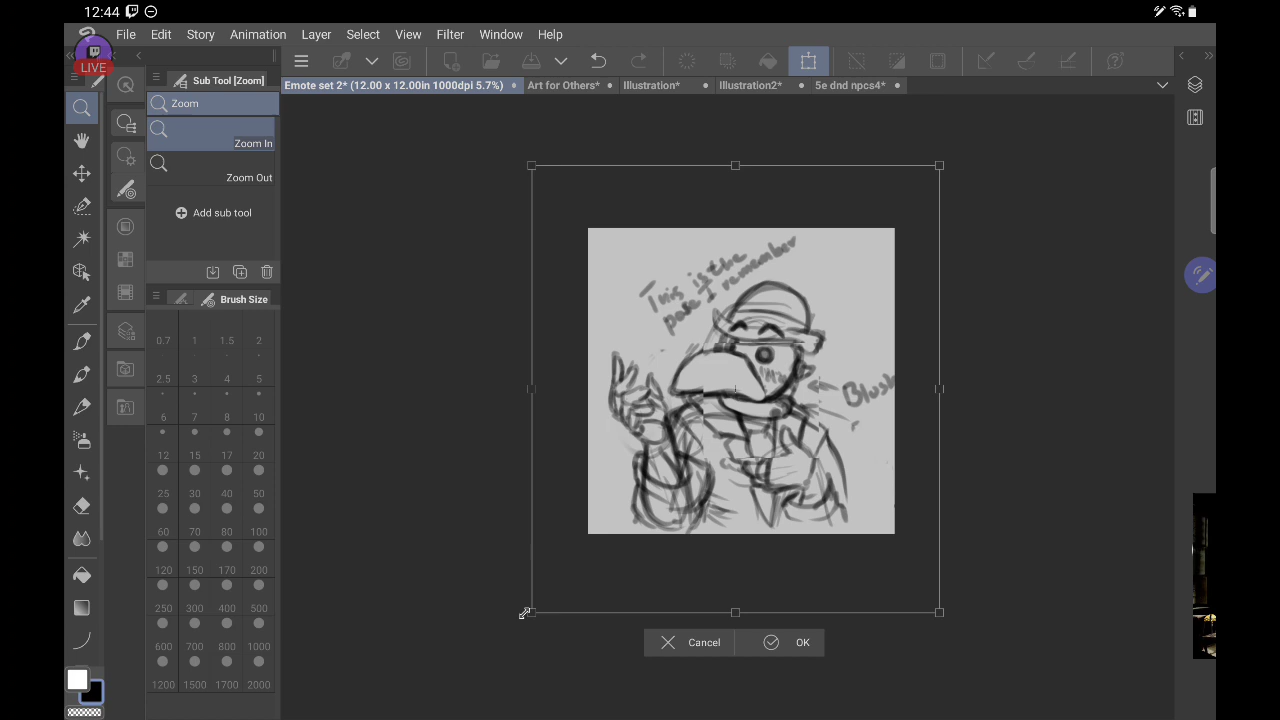 12:44
LIVE
File Edit Story Animation Layer Select View Filter Window Help
Sub Tool [Zoom]
Emote set 2* (12.00 x 12.00in 1000dpi 5.7%) Art for Others* Illustration* Illustration2* 5e dnd npcs4*
Zoom
Zoom In
Zoom Out
Add sub tool
Brush Size
0.7 1 1.5 2
2.5 3 4 5
6 7 8 10
12 15 17 20
25 30 40 50
60 70 80 100
120 150 170 200
250 300 400 500
600 700 800 1000
1200 1500 1700 2000
This is the
pose I remember
Blush
Cancel OK